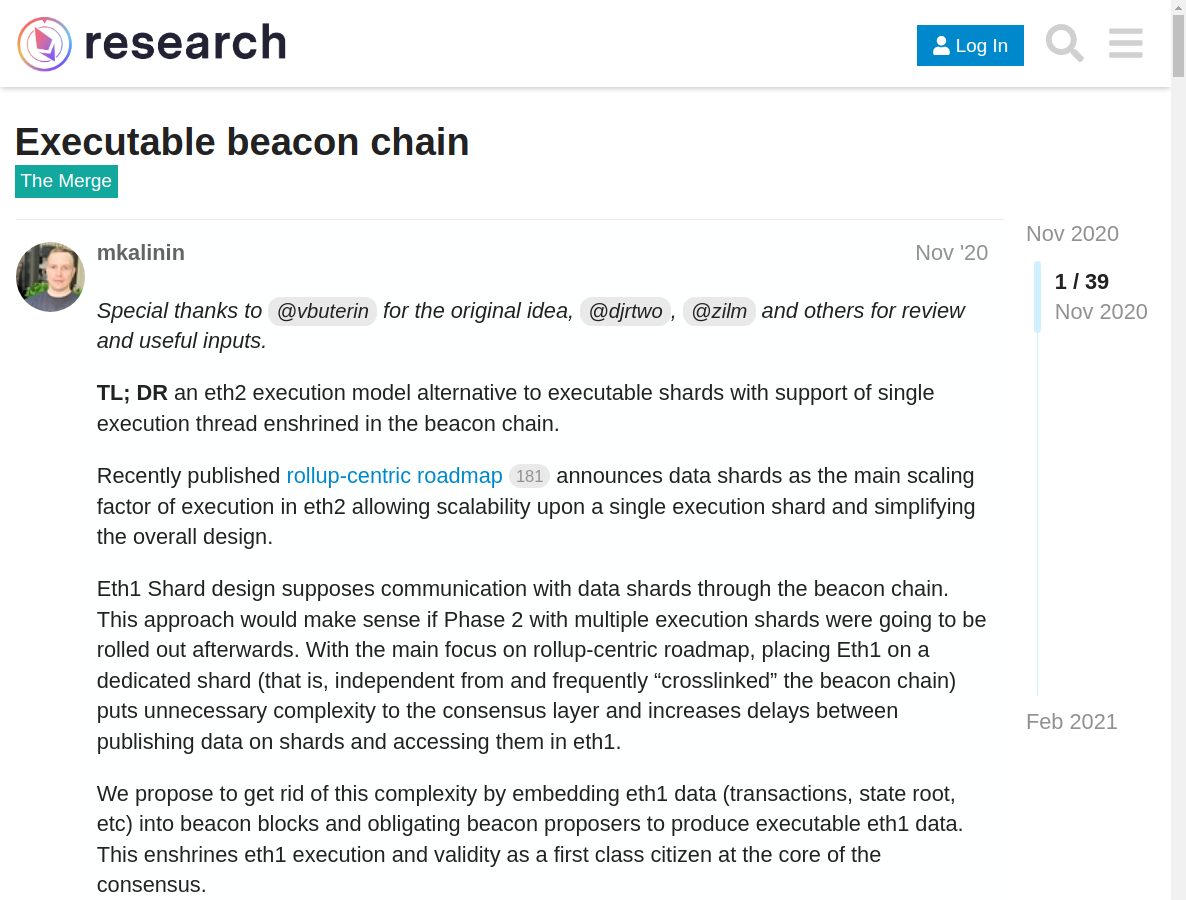 research
Log In
Executable beacon chain
The Merge
mkalinin
Nov '20
Special thanks to @vbuterin for the original idea, @djrtwo, @zilm and others for review
and useful inputs.
TL; DR an eth2 execution model alternative to executable shards with support of single
execution thread enshrined in the beacon chain.
Recently published rollup-centric roadmap 181 announces data shards as the main scaling
factor of execution in eth2 allowing scalability upon a single execution shard and simplifying
the overall design.
Eth1 Shard design supposes communication with data shards through the beacon chain.
This approach would make sense if Phase 2 with multiple execution shards were going to be
rolled out afterwards. With the main focus on rollup-centric roadmap, placing Eth1 on a
dedicated shard (that is, independent from and frequently “crosslinked” the beacon chain)
puts unnecessary complexity to the consensus layer and increases delays between
publishing data on shards and accessing them in eth1.
We propose to get rid of this complexity by embedding eth1 data (transactions, state root,
etc) into beacon blocks and obligating beacon proposers to produce executable eth1 data.
This enshrines eth1 execution and validity as a first class citizen at the core of the
consensus.
Nov 2020
1 / 39
Nov 2020
Feb 2021